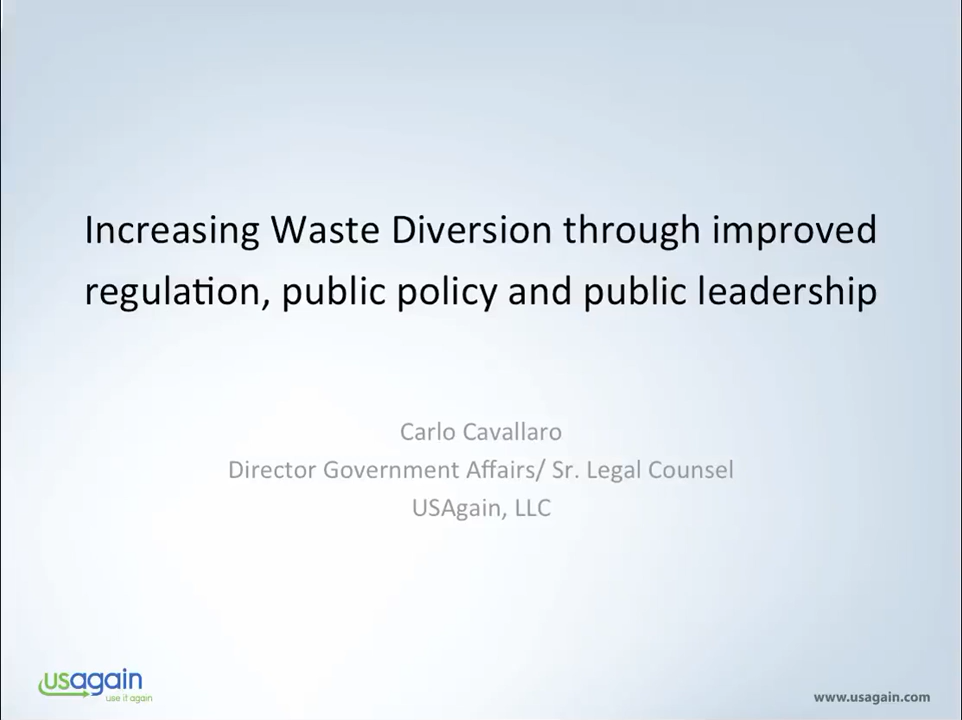 Increasing Waste Diversion through improved
regulation, public policy and public leadership
Carlo Cavallaro
Director Government Affairs/ Sr. Legal Counsel
USAgain, LLC
usagain
use it again
www.usagain.com